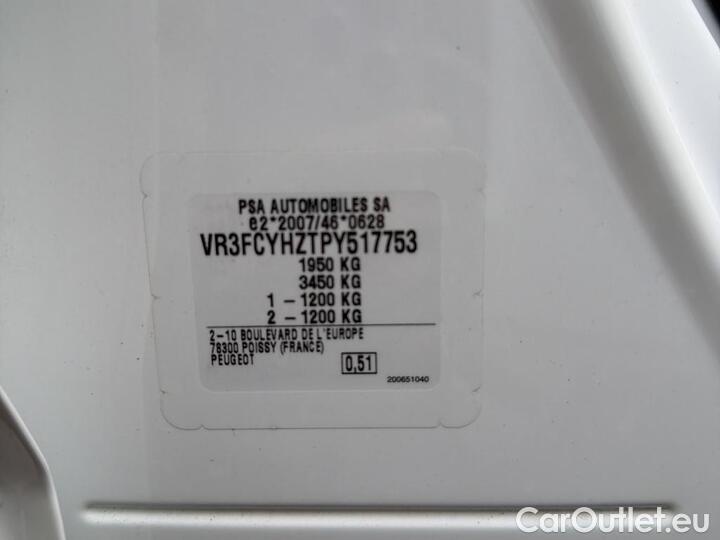 PSA AUTOMOBILES SA
e2*2007/46*0628
VR3FCYHZTPY517753
1950 KG
3450 KG
1 - 1200 KG
2 - 1200 KG
2-10 BOULEVARD DE L'EUROPE
78300 POISSY (FRANCE)
PEUGEOT
0,51
200651040
CarOutlet.eu